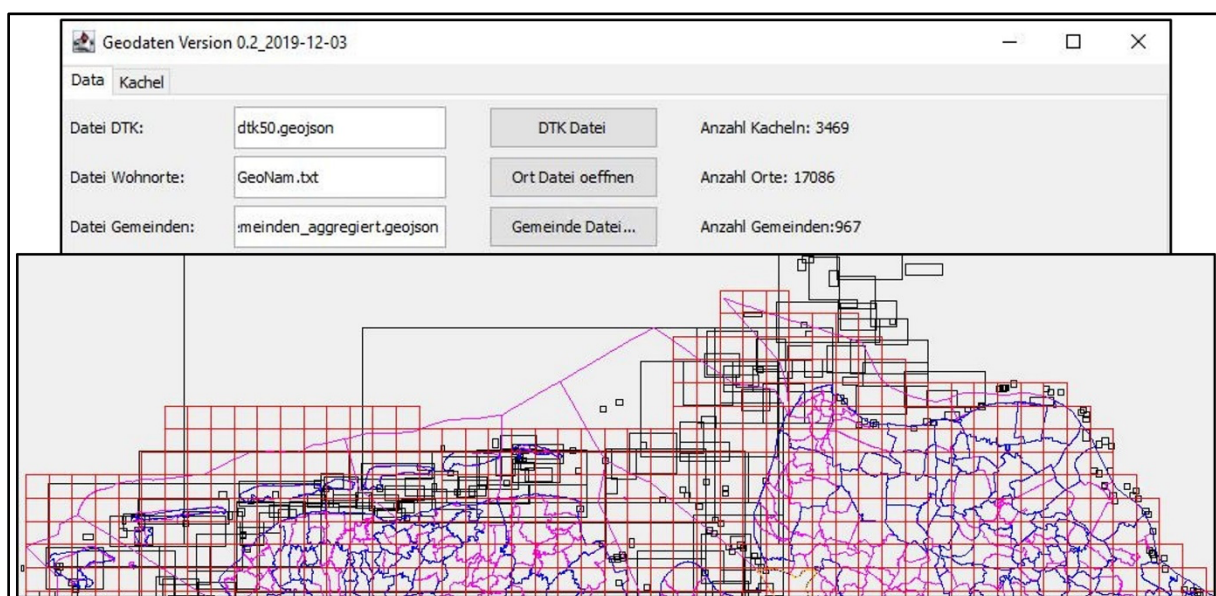 Geodaten Version 0.2_2019-12-03
Data Kachel
Datei DTK: dtk50.geojson DTK Datei Anzahl Kacheln: 3469
Datei Wohnorte: GeoNam.txt Ort Datei oeffnen Anzahl Orte: 17086
Datei Gemeinden: meinden_aggregiert.geojson Gemeinde Datei... Anzahl Gemeinden:967